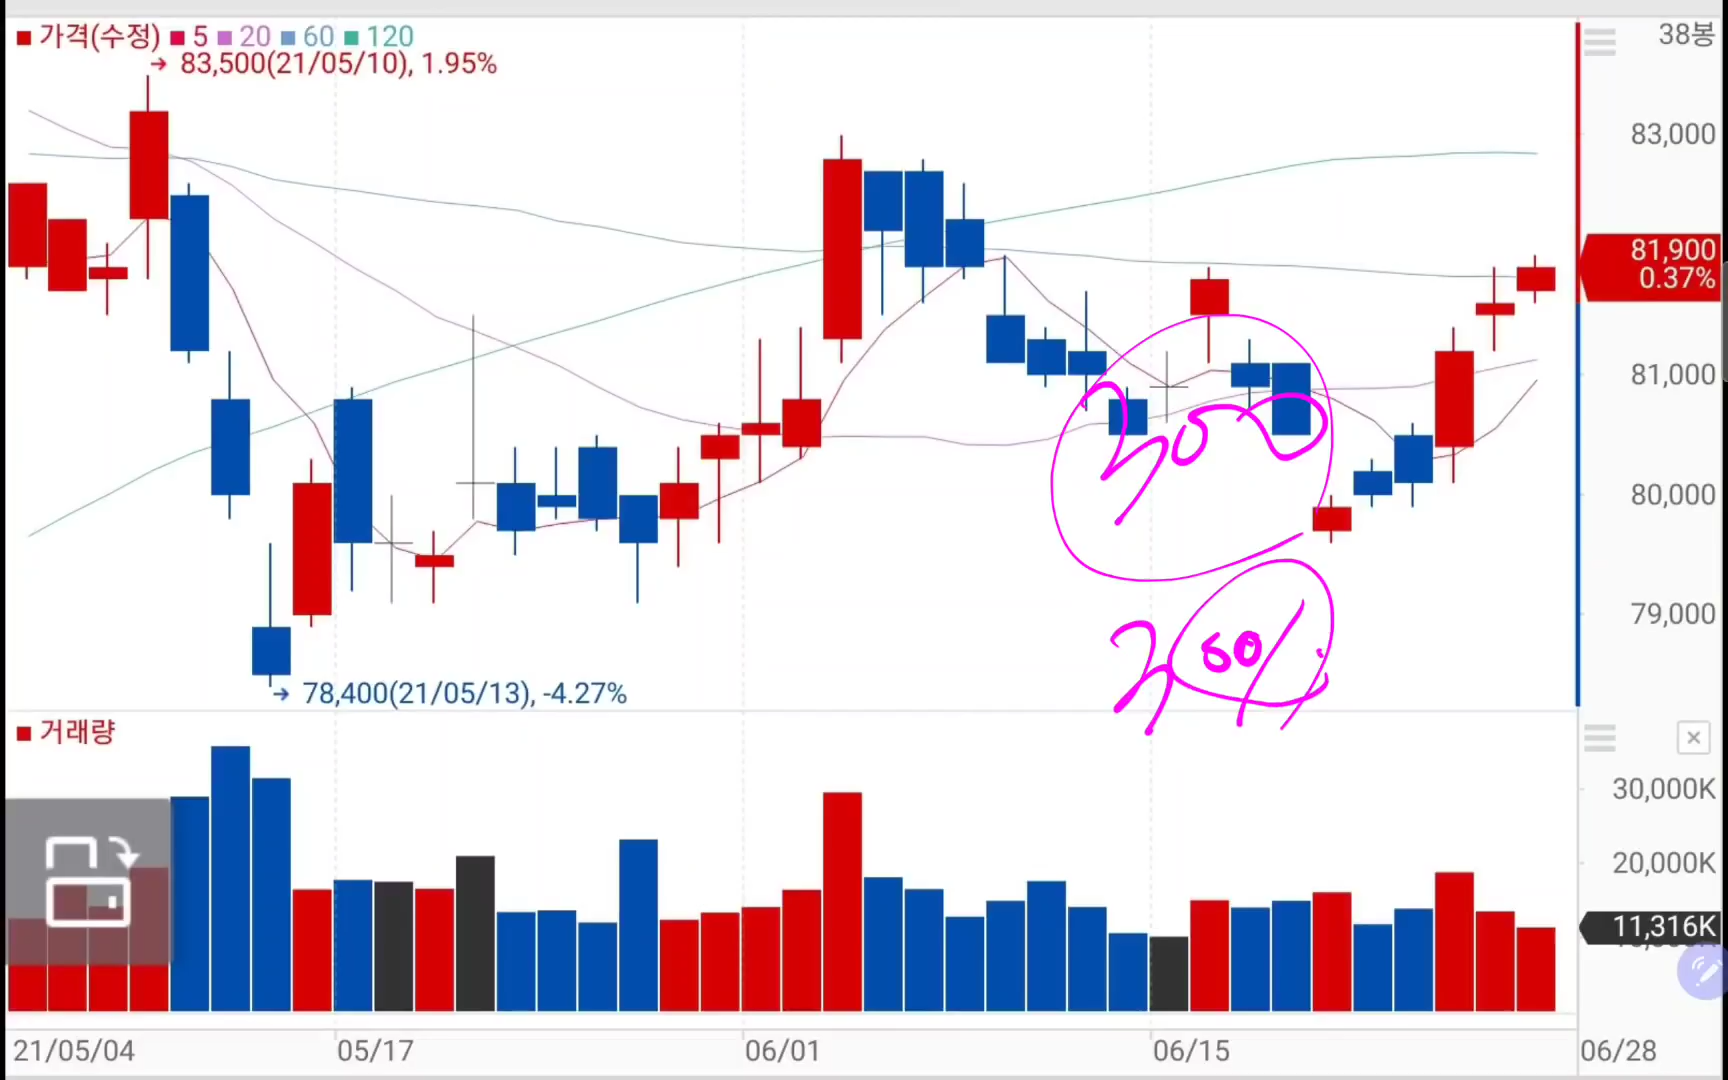 가격(수정) 5 20 60 120
38봉
→ 83,500(21/05/10), 1.95%
83,000
81,900
0.37%
81,000
300
80,000
79,000
→ 78,400(21/05/13), -4.27%
거래량
30,000K
20,000K
11,316K
21/05/04 05/17 06/01 06/15 06/28